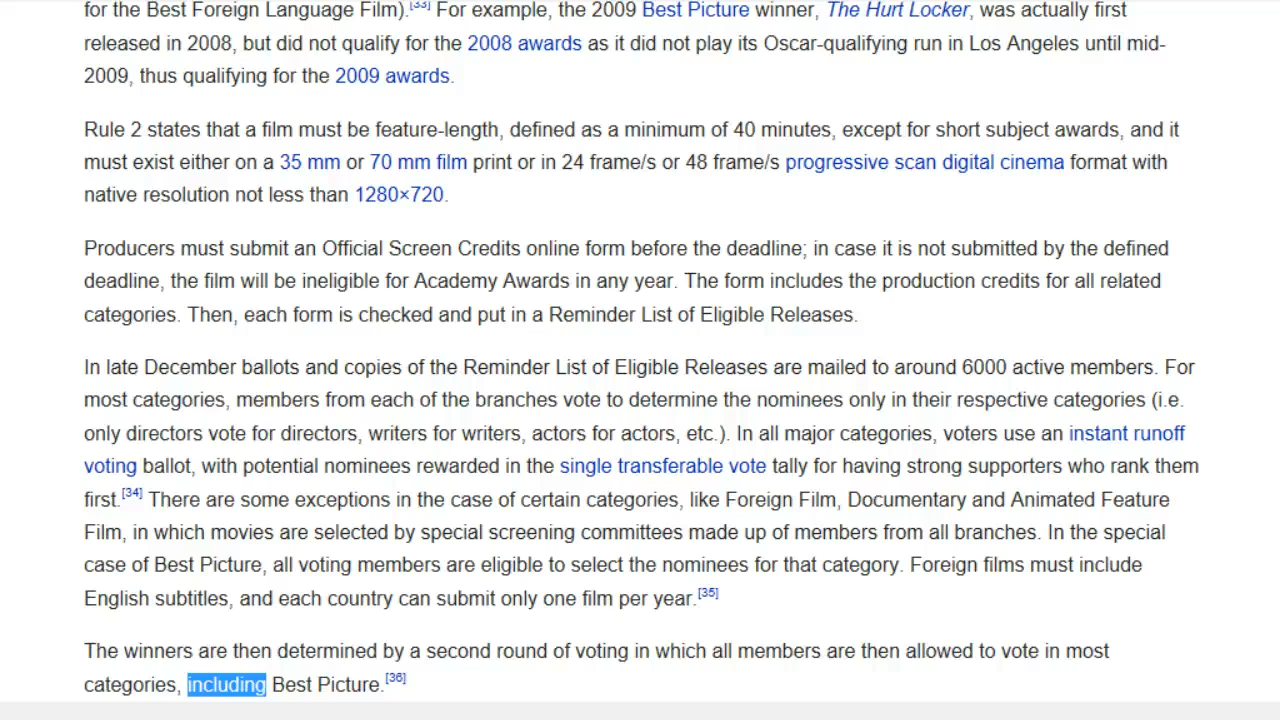 for the Best Foreign Language Film).[33] For example, the 2009 Best Picture winner, The Hurt Locker, was actually first
released in 2008, but did not qualify for the 2008 awards as it did not play its Oscar-qualifying run in Los Angeles until mid-
2009, thus qualifying for the 2009 awards.
Rule 2 states that a film must be feature-length, defined as a minimum of 40 minutes, except for short subject awards, and it
must exist either on a 35 mm or 70 mm film print or in 24 frame/s or 48 frame/s progressive scan digital cinema format with
native resolution not less than 1280×720.
Producers must submit an Official Screen Credits online form before the deadline; in case it is not submitted by the defined
deadline, the film will be ineligible for Academy Awards in any year. The form includes the production credits for all related
categories. Then, each form is checked and put in a Reminder List of Eligible Releases.
In late December ballots and copies of the Reminder List of Eligible Releases are mailed to around 6000 active members. For
most categories, members from each of the branches vote to determine the nominees only in their respective categories (i.e.
only directors vote for directors, writers for writers, actors for actors, etc.). In all major categories, voters use an instant runoff
voting ballot, with potential nominees rewarded in the single transferable vote tally for having strong supporters who rank them
first.[34] There are some exceptions in the case of certain categories, like Foreign Film, Documentary and Animated Feature
Film, in which movies are selected by special screening committees made up of members from all branches. In the special
case of Best Picture, all voting members are eligible to select the nominees for that category. Foreign films must include
English subtitles, and each country can submit only one film per year.[35]
The winners are then determined by a second round of voting in which all members are then allowed to vote in most
categories, including Best Picture.[36]